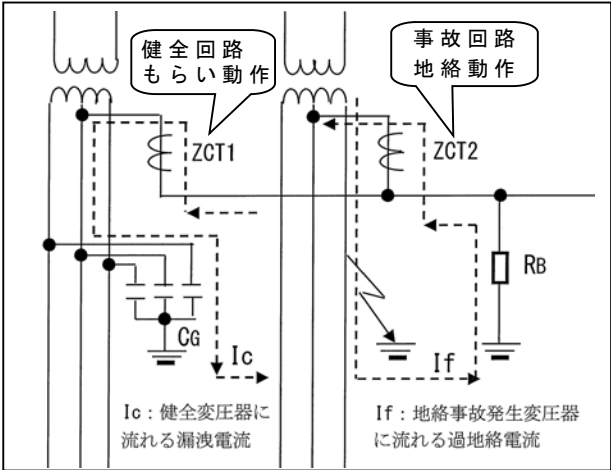 健全回路
もらい動作
事故回路
地絡動作
ZCT1
ZCT2
RB
CG
Ic
If
Ic：健全変圧器に
流れる漏洩電流
If：地絡事故発生変圧器
に流れる過地絡電流